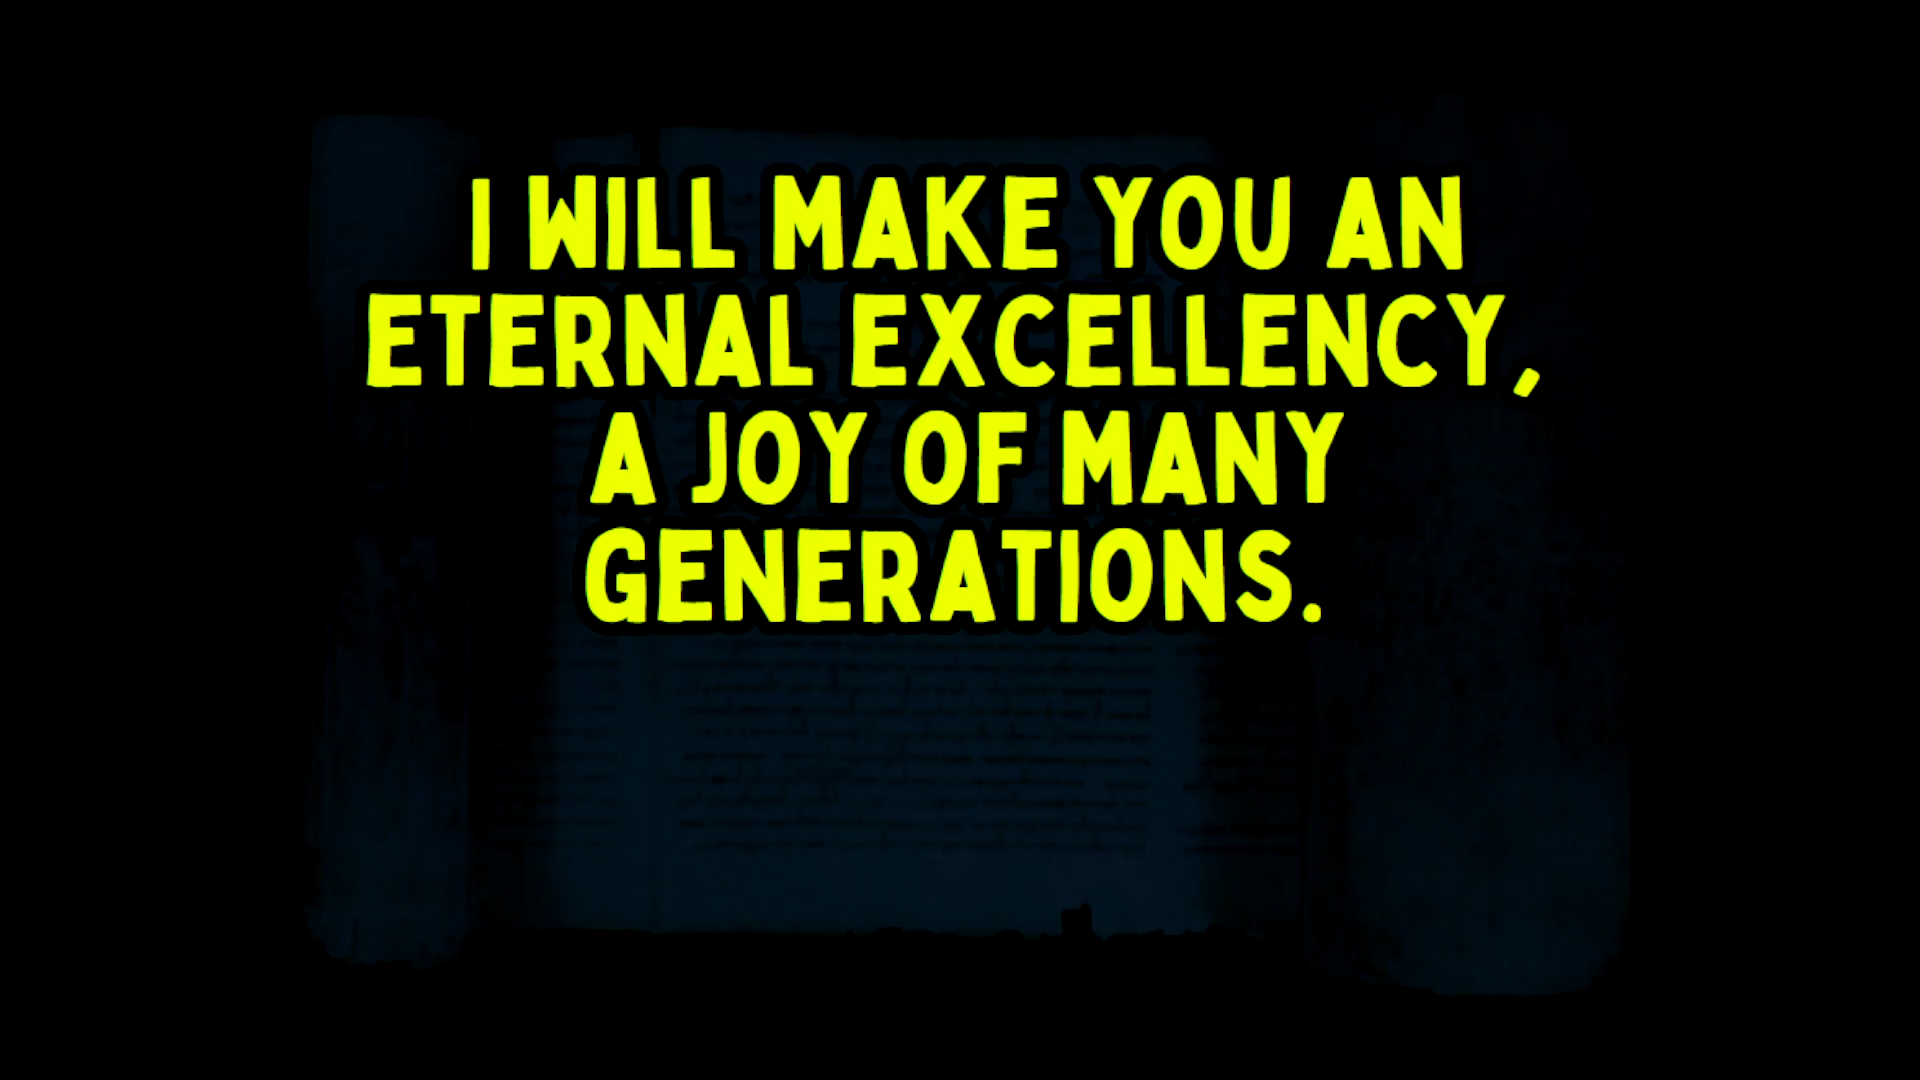 I WILL MAKE YOU AN
ETERNAL EXCELLENCY,
A JOY OF MANY
GENERATIONS.